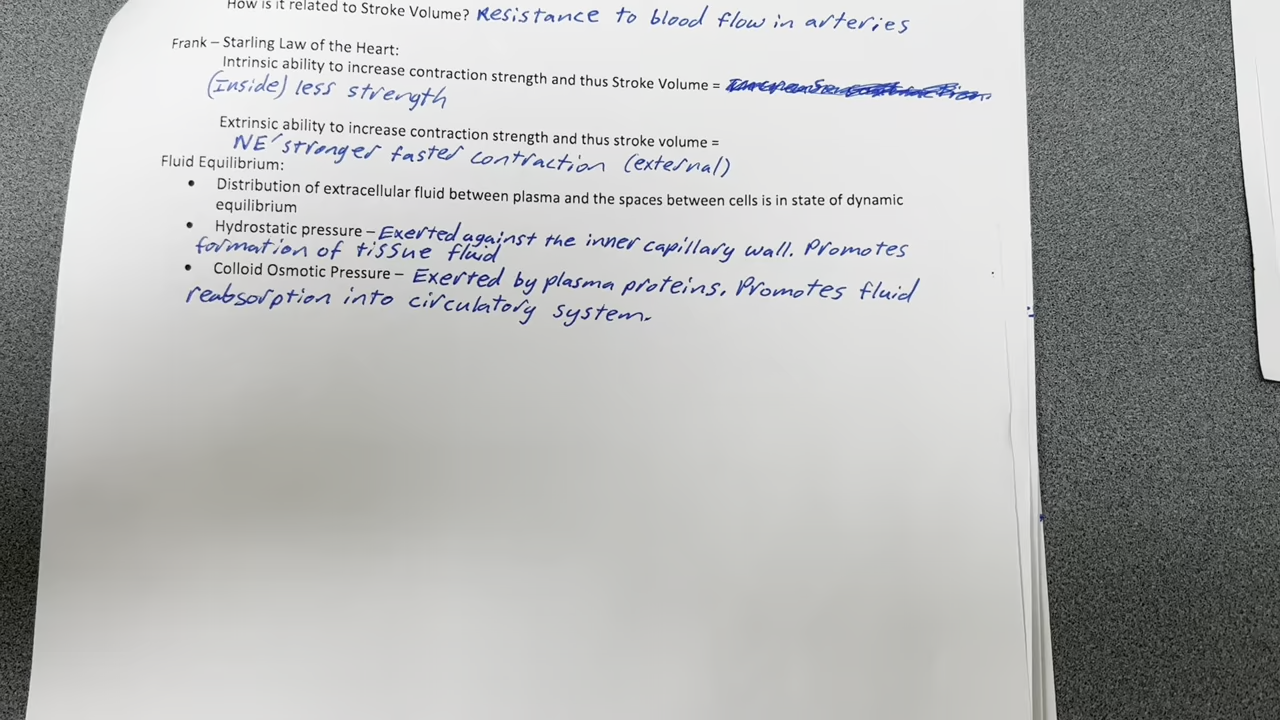 How is it related to Stroke Volume? Resistance to blood flow in arteries
Frank – Starling Law of the Heart:
Intrinsic ability to increase contraction strength and thus Stroke Volume =
(Inside) less strength
Extrinsic ability to increase contraction strength and thus stroke volume =
NE stronger faster contraction (external)
Fluid Equilibrium:
• Distribution of extracellular fluid between plasma and the spaces between cells is in state of dynamic
equilibrium
• Hydrostatic pressure – Exerted against the inner capillary wall. Promotes
formation of tissue fluid
• Colloid Osmotic Pressure – Exerted by plasma proteins. Promotes fluid
reabsorption into circulatory system.